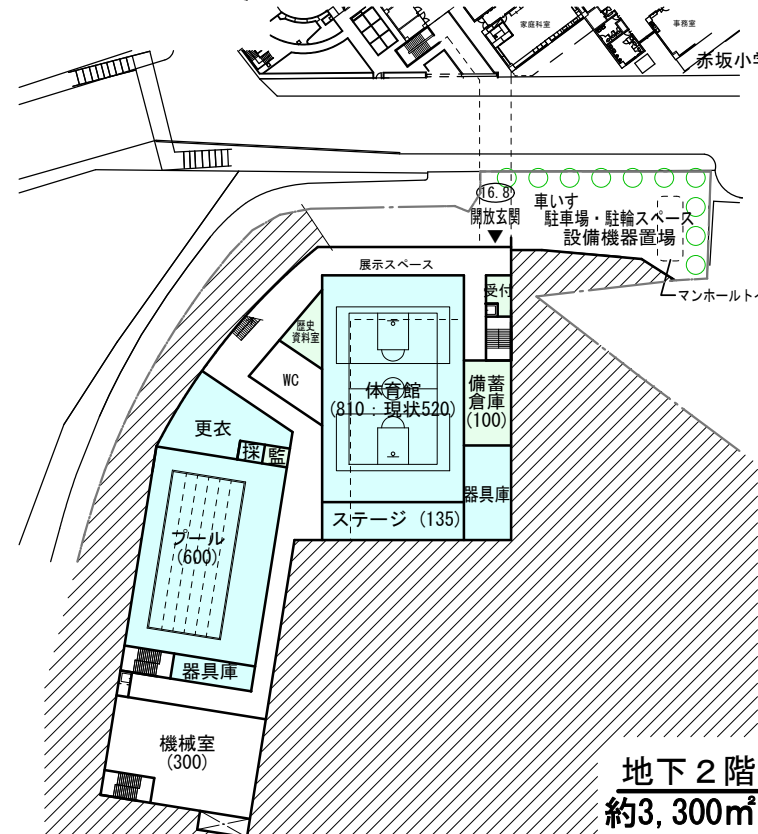 家庭科室
事務室
赤坂小学
16.8
開放玄関
車いす
駐車場・駐輪スペース
設備機器置場
マンホールトイ
展示スペース
受付
歴史
資料室
WC
体育館
(810：現状520)
備蓄
倉庫
(100)
更衣
採
監
器具庫
ステージ (135)
プール
(600)
器具庫
機械室
(300)
地下２階
約3,300㎡